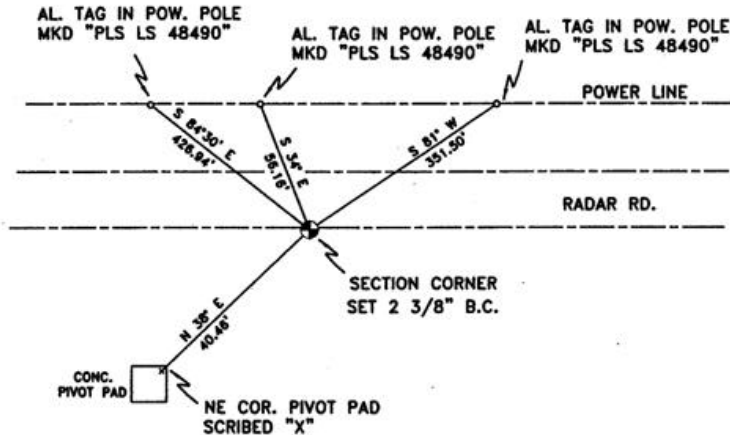 AL. TAG IN POW. POLE
MKD "PLS LS 48490"
AL. TAG IN POW. POLE
MKD "PLS LS 48490"
AL. TAG IN POW. POLE
MKD "PLS LS 48490"
POWER LINE
S 84°30' E
426.94'
S 34° E
56.16'
S 81° W
351.50'
RADAR RD.
SECTION CORNER
SET 2 3/8" B.C.
N 38° E
40.46'
CONC.
PIVOT PAD
NE COR. PIVOT PAD
SCRIBED "X"